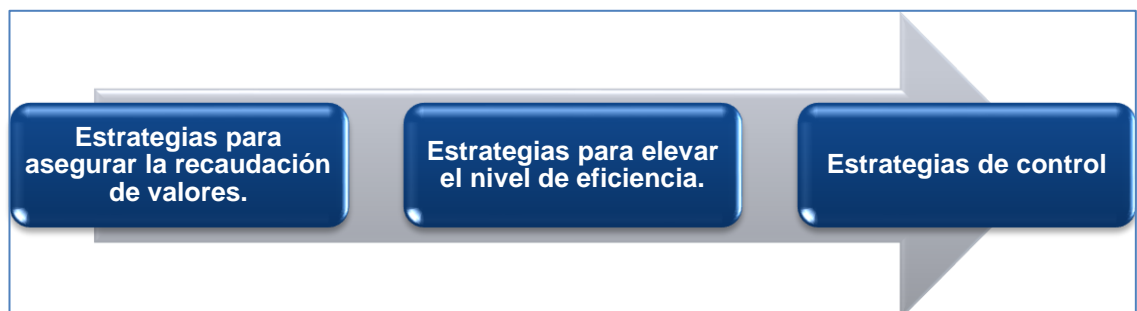 Estrategias para
asegurar la recaudación
de valores.
Estrategias para elevar
el nivel de eficiencia.
Estrategias de control